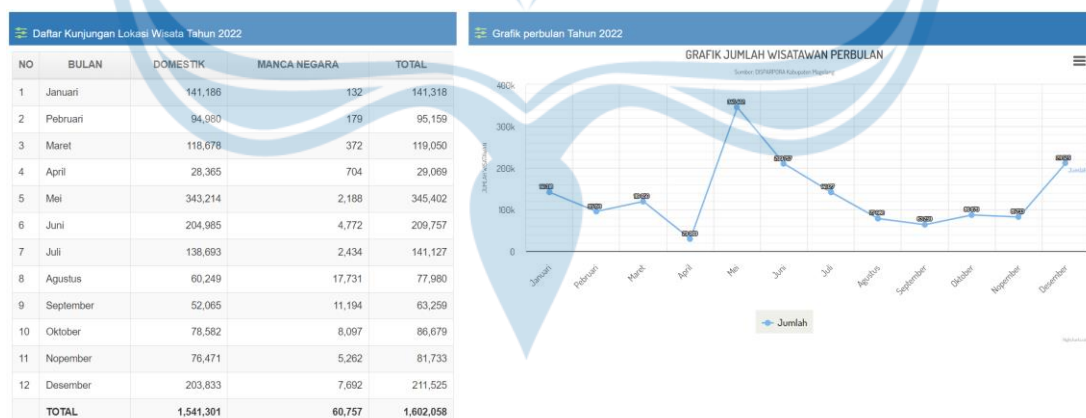 Daftar Kunjungan Lokasi Wisata Tahun 2022
NO BULAN DOMESTIK MANCA NEGARA TOTAL
1 Januari 141,186 132 141,318
2 Pebruari 94,980 179 95,159
3 Maret 118,678 372 119,050
4 April 28,365 704 29,069
5 Mei 343,214 2,188 345,402
6 Juni 204,985 4,772 209,757
7 Juli 138,693 2,434 141,127
8 Agustus 60,249 17,731 77,980
9 September 52,065 11,194 63,259
10 Oktober 78,582 8,097 86,679
11 Nopember 76,471 5,262 81,733
12 Desember 203,833 7,692 211,525
TOTAL 1,541,301 60,757 1,602,058
Grafik perbulan Tahun 2022
GRAFIK JUMLAH WISATAWAN PERBULAN
Sumber: DISPARPORA Kabupaten Magelang
400k
300k
200k
100k
0
JUMLAH WISATAWAN
Jumlah
Januari Pebruari Maret April Mei Juni Juli Agustus September Oktober Nopember Desember
Jumlah